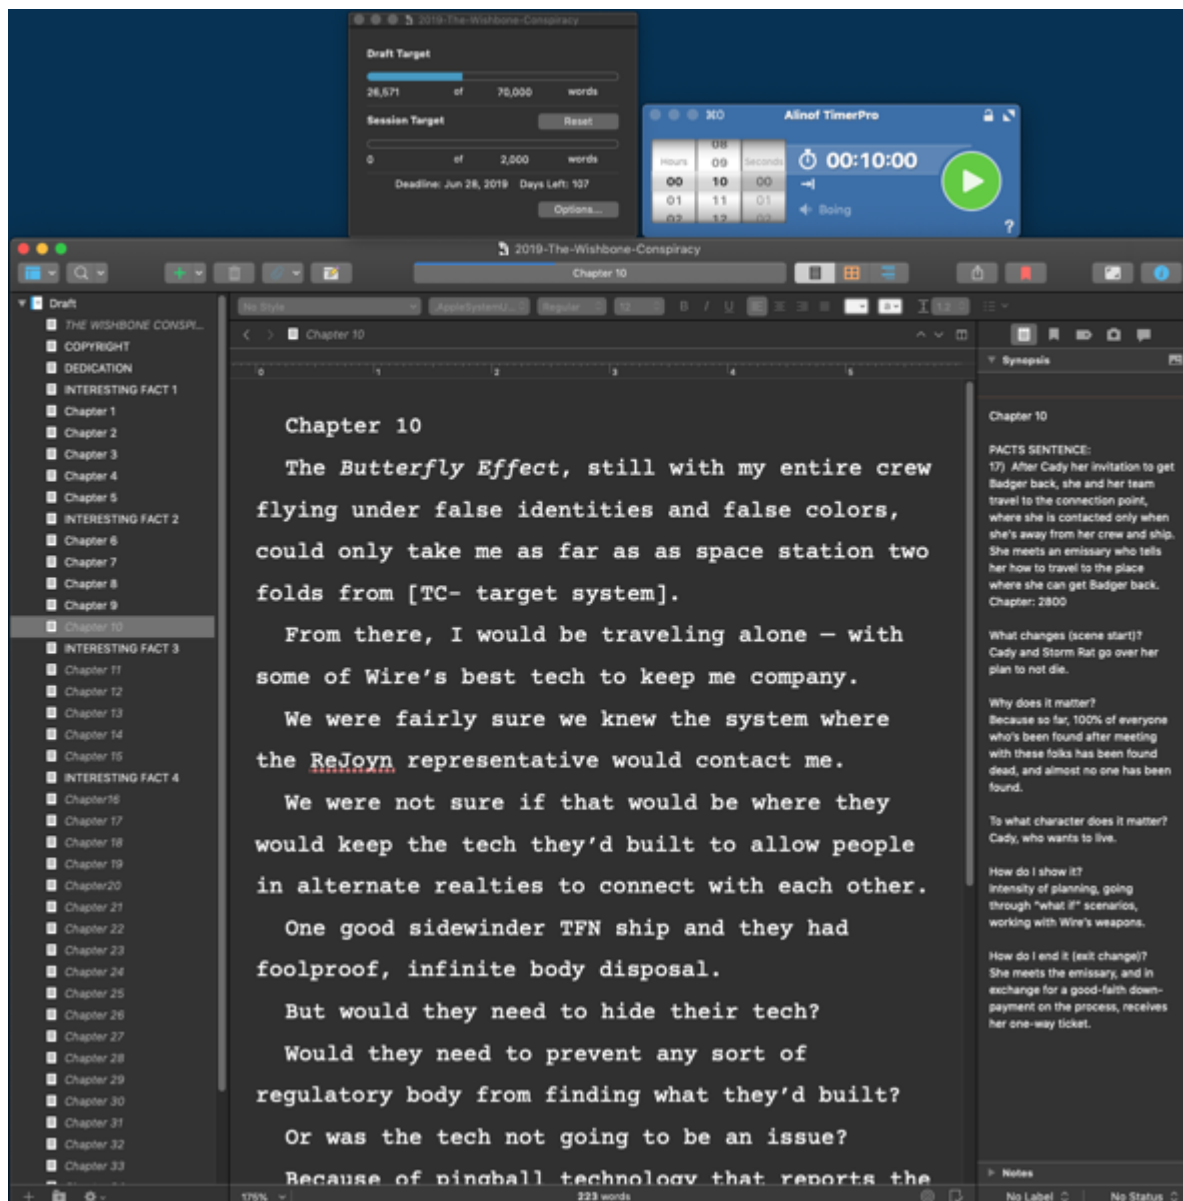 2019-The-Wishbone-Conspiracy
Draft Target
26,571 of 70,000 words
Session Target Reset
0 of 2,000 words
Deadline: Jun 28, 2019 Days Left: 107
Options...
⌘0 Alinof TimerPro
08
Hours 09 Seconds
00 10 00
01 11 01
02 12 02
00:10:00
Boing
?
2019-The-Wishbone-Conspiracy
Chapter 10
Draft
THE WISHBONE CONSPI...
COPYRIGHT
DEDICATION
INTERESTING FACT 1
Chapter 1
Chapter 2
Chapter 3
Chapter 4
Chapter 5
INTERESTING FACT 2
Chapter 6
Chapter 7
Chapter 8
Chapter 9
Chapter 10
INTERESTING FACT 3
Chapter 11
Chapter 12
Chapter 13
Chapter 14
Chapter 15
INTERESTING FACT 4
Chapter16
Chapter 17
Chapter 18
Chapter 19
Chapter20
Chapter 21
Chapter 22
Chapter 23
Chapter 24
Chapter 25
Chapter 26
Chapter 27
Chapter 28
Chapter 29
Chapter 30
Chapter 31
Chapter 32
Chapter 33
No Style .AppleSystemU... Regular 12 B I U a 1.2
Chapter 10
0 1 2 3 4 5
Chapter 10
The Butterfly Effect, still with my entire crew
flying under false identities and false colors,
could only take me as far as as space station two
folds from [TC- target system].
From there, I would be traveling alone — with
some of Wire's best tech to keep me company.
We were fairly sure we knew the system where
the ReJoyn representative would contact me.
We were not sure if that would be where they
would keep the tech they'd built to allow people
in alternate realties to connect with each other.
One good sidewinder TFN ship and they had
foolproof, infinite body disposal.
But would they need to hide their tech?
Would they need to prevent any sort of
regulatory body from finding what they'd built?
Or was the tech not going to be an issue?
Because of pingball technology that reports the
175% 223 words
Synopsis
Chapter 10
PACTS SENTENCE:
17) After Cady her invitation to get
Badger back, she and her team
travel to the connection point,
where she is contacted only when
she's away from her crew and ship.
She meets an emissary who tells
her how to travel to the place
where she can get Badger back.
Chapter: 2800
What changes (scene start)?
Cady and Storm Rat go over her
plan to not die.
Why does it matter?
Because so far, 100% of everyone
who's been found after meeting
with these folks has been found
dead, and almost no one has been
found.
To what character does it matter?
Cady, who wants to live.
How do I show it?
Intensity of planning, going
through "what if" scenarios,
working with Wire's weapons.
How do I end it (exit change)?
She meets the emissary, and in
exchange for a good-faith down-
payment on the process, receives
her one-way ticket.
Notes
No Label No Status